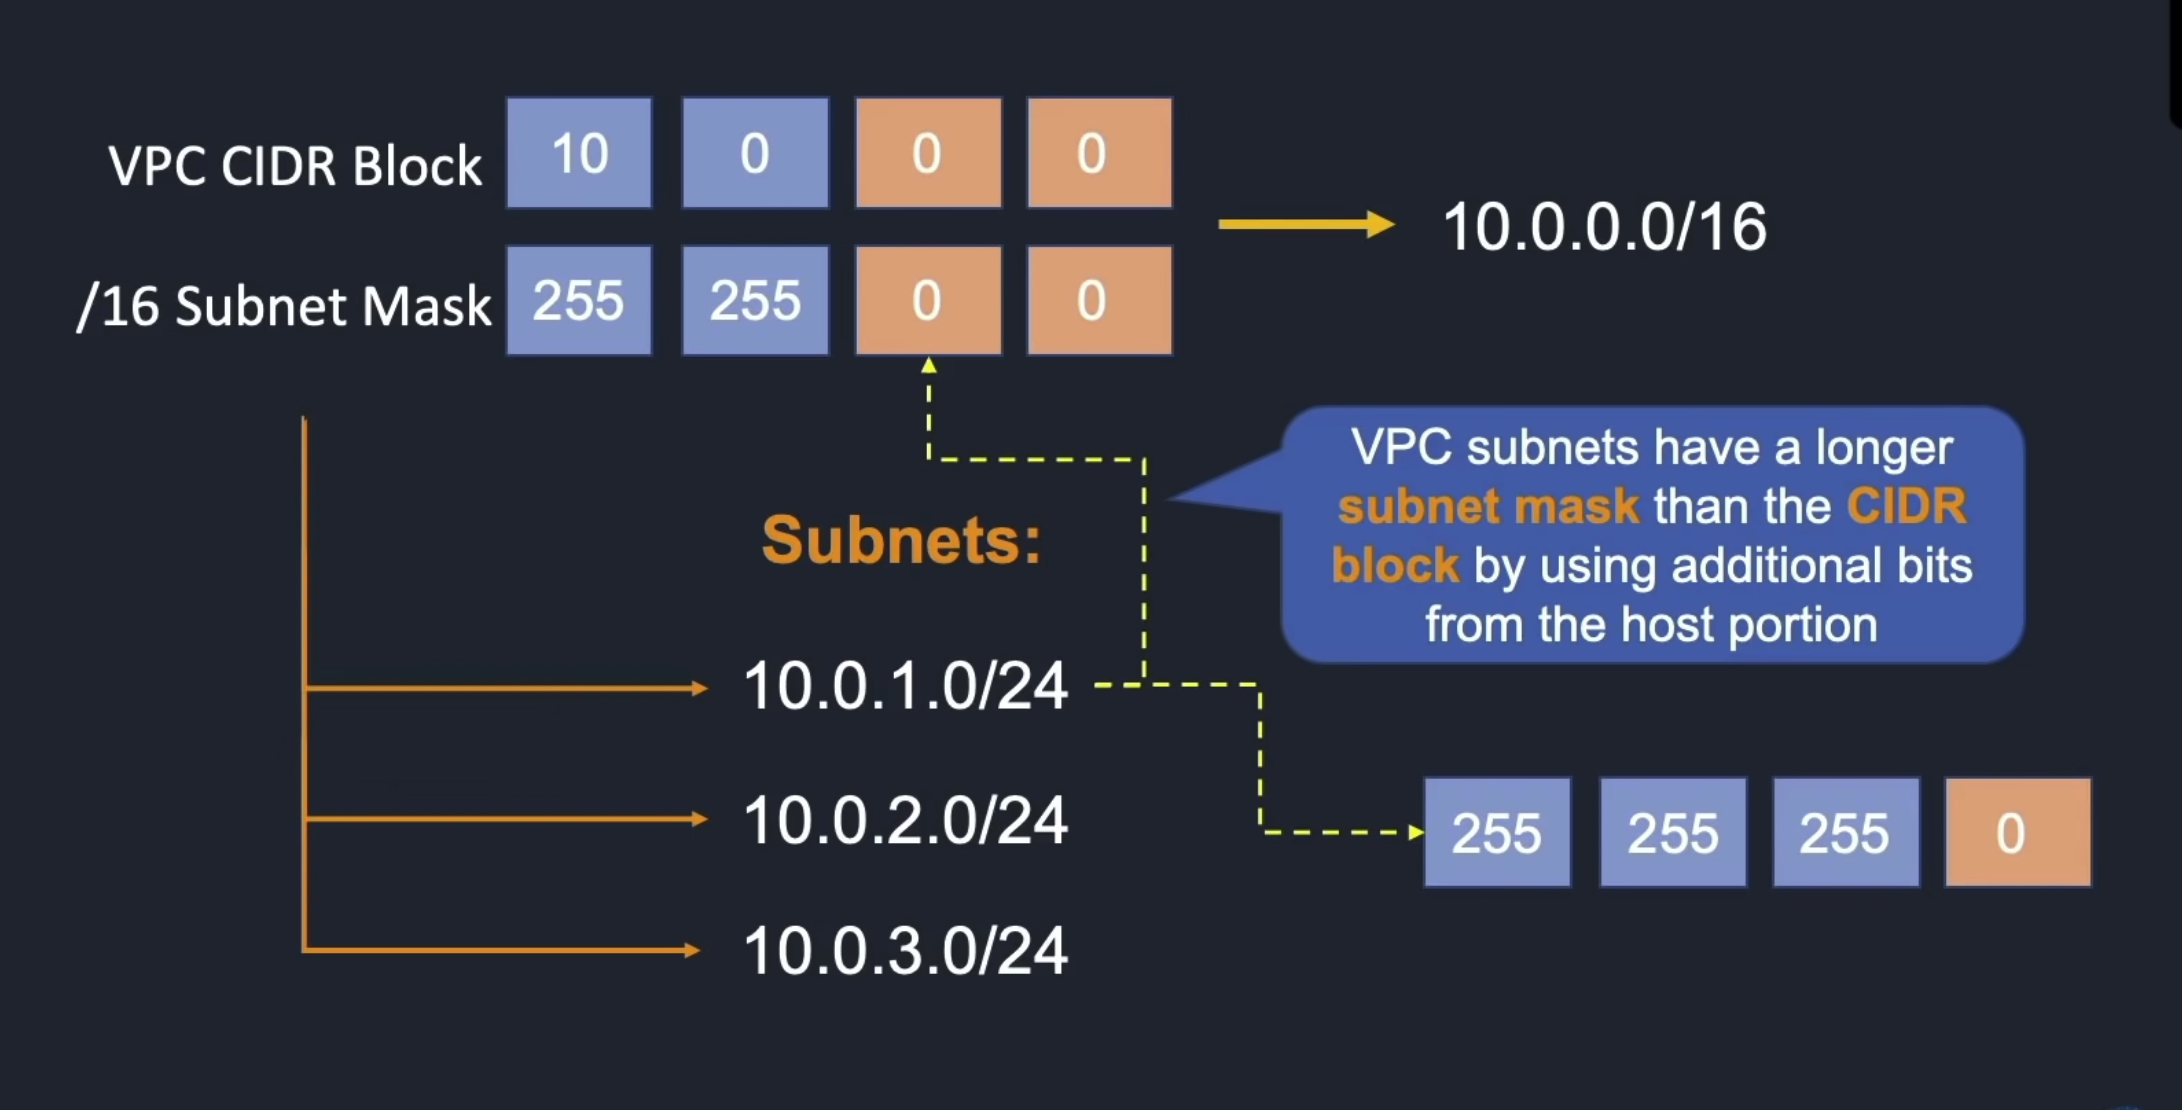 VPC CIDR Block 10 0 0 0
10.0.0.0/16
/16 Subnet Mask 255 255 0 0
VPC subnets have a longer
subnet mask than the CIDR
block by using additional bits
from the host portion
Subnets:
10.0.1.0/24
10.0.2.0/24
255 255 255 0
10.0.3.0/24